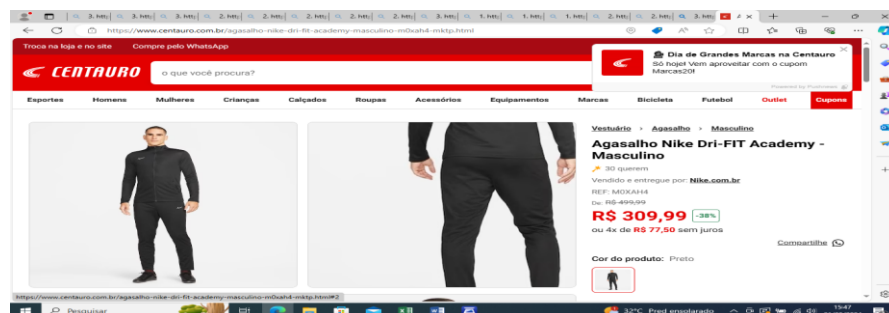 https://www.centauro.com.br/agasalho-nike-dri-fit-academy-masculino-m0xah4-mktp.html
Troca na loja e no site Compre pelo WhatsApp
CENTAURO
o que você procura?
Dia de Grandes Marcas na Centauro
Só hoje! Vem aproveitar com o cupom
Marcas20!
Esportes Homens Mulheres Crianças Calçados Roupas Acessórios Equipamentos Marcas Bicicleta Futebol Outlet Cupons
Vestuário › Agasalho › Masculino
Agasalho Nike Dri-FIT Academy -
Masculino
30 querem
Vendido e entregue por: Nike.com.br
REF: M0XAH4
De: R$ 499,99
R$ 309,99 -38%
ou 4x de R$ 77,50 sem juros
Compartilhe
Cor do produto: Preto
https://www.centauro.com.br/agasalho-nike-dri-fit-academy-masculino-m0xah4-mktp.html#2
Pesquisar
32°C Pred ensolarado
15:47